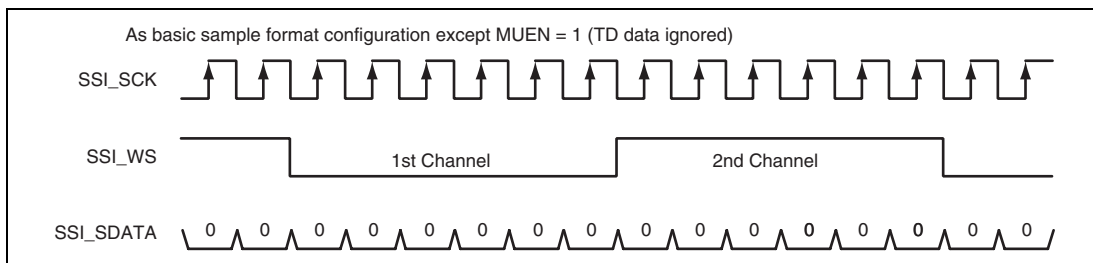 As basic sample format configuration except MUEN = 1 (TD data ignored)
SSI_SCK
SSI_WS
1st Channel
2nd Channel
SSI_SDATA
0 0 0 0 0 0 0 0 0 0 0 0 0 0 0 0